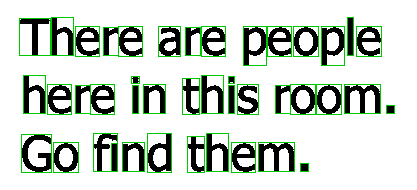 There are people
here in this room.
Go find them.